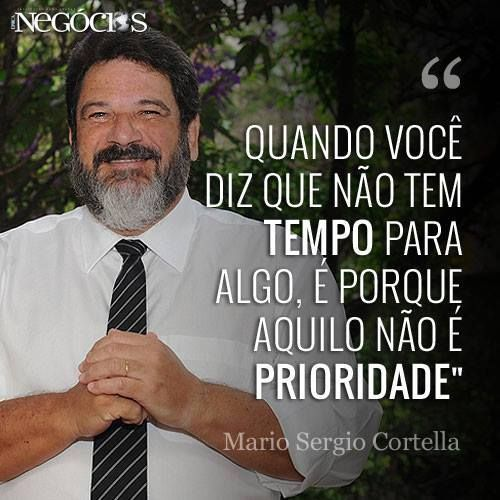 NEGÓCIOS
“
QUANDO VOCÊ
DIZ QUE NÃO TEM
TEMPO PARA
ALGO, É PORQUE
AQUILO NÃO É
PRIORIDADE"
Mario Sergio Cortella